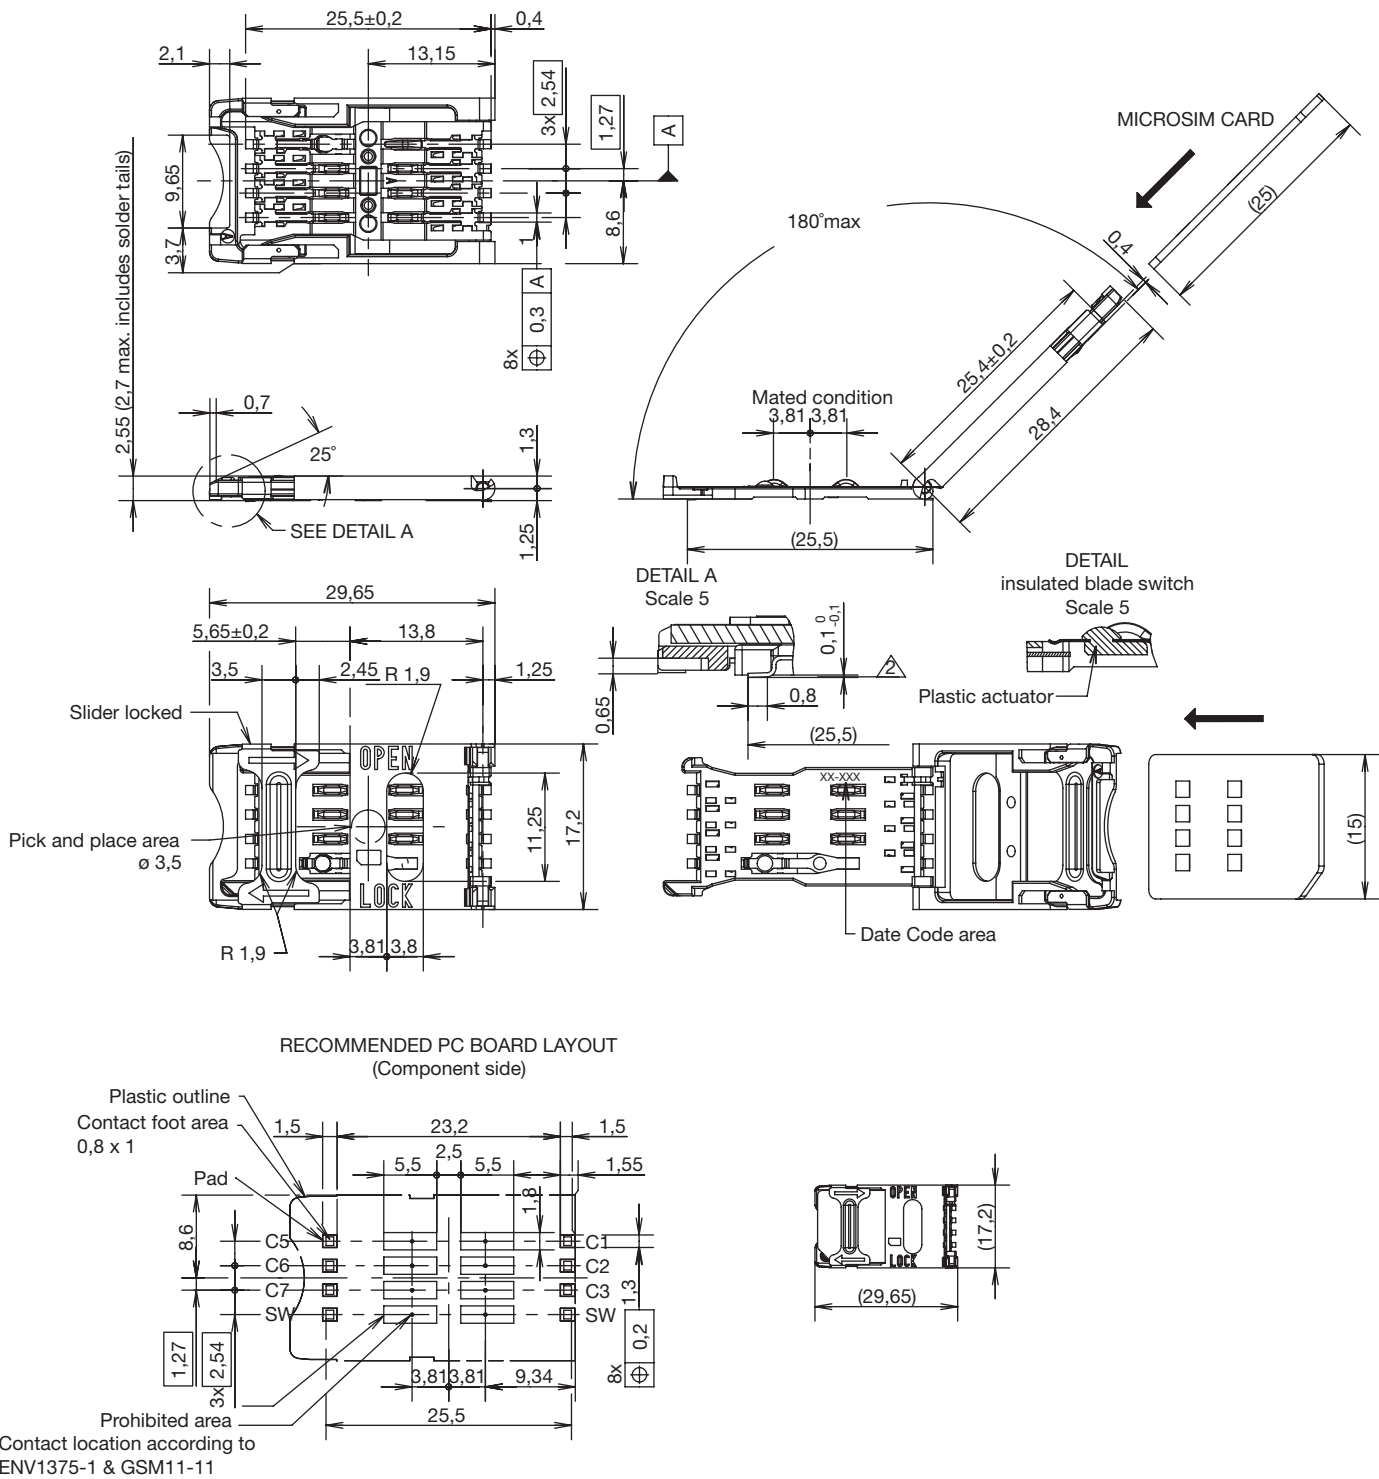 25,5±0,2
0,4
2,1
13,15
3x 2,54
1,27
A
9,65
3,7
A
A
8,6
1
8x ⌖ 0,3 A
2,55 (2,7 max. includes solder tails)
MICROSIM CARD
(25)
180°max
0,4
25,4±0,2
28,4
Mated condition
3,81 3,81
(25,5)
0,7
25°
1,3
1,25
SEE DETAIL A
DETAIL A
Scale 5
0,1 0 -0,1
2
0,65
0,8
(25,5)
DETAIL
insulated blade switch
Scale 5
Plastic actuator
29,65
5,65±0,2
13,8
3,5
2,45
R 1,9
1,25
Slider locked
OPEN
LOCK
11,25
17,2
Pick and place area
ø 3,5
R 1,9
3,81 3,8
XX-XXX
Date Code area
(15)
RECOMMENDED PC BOARD LAYOUT
(Component side)
Plastic outline
Contact foot area
0,8 x 1
Pad
1,5
23,2
1,5
5,5
2,5
5,5
1,55
1,8
8,6
C5
C1
C6
C2
C7
C3
SW
SW
1,3
8x ⌖ 0,2
1,27
3x 2,54
3,81 3,81
9,34
25,5
Prohibited area
Contact location according to
ENV1375-1 & GSM11-11
OPEN
LOCK
(17,2)
(29,65)